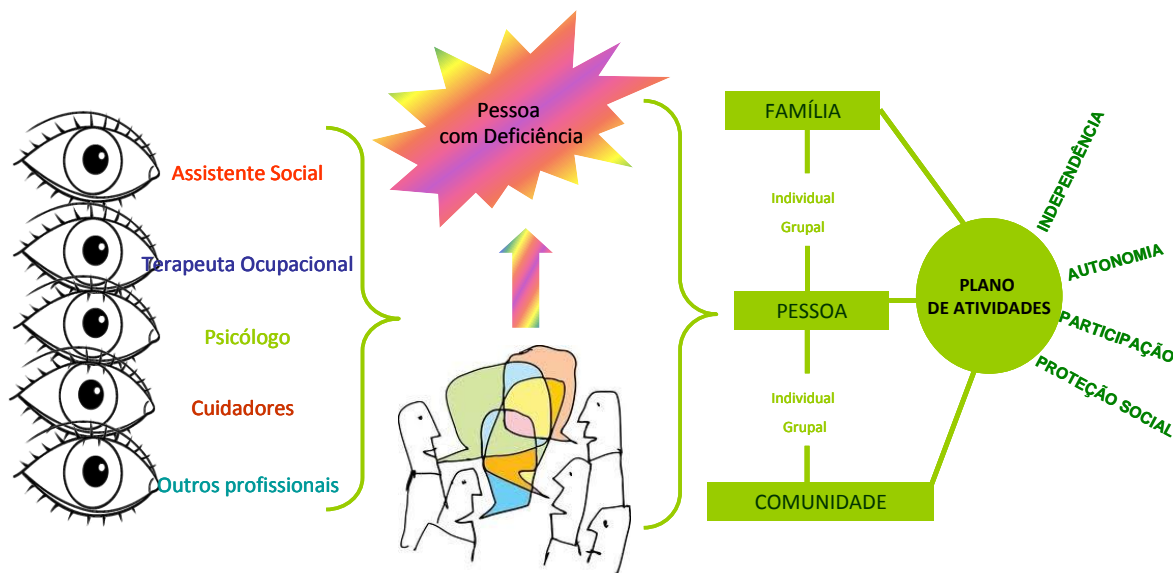 Assistente Social
Terapeuta Ocupacional
Psicólogo
Cuidadores
Outros profissionais
Pessoa
com Deficiência
FAMÍLIA
Individual
Grupal
PESSOA
Individual
Grupal
COMUNIDADE
PLANO
DE ATIVIDADES
INDEPENDÊNCIA
AUTONOMIA
PARTICIPAÇÃO
PROTEÇÃO SOCIAL